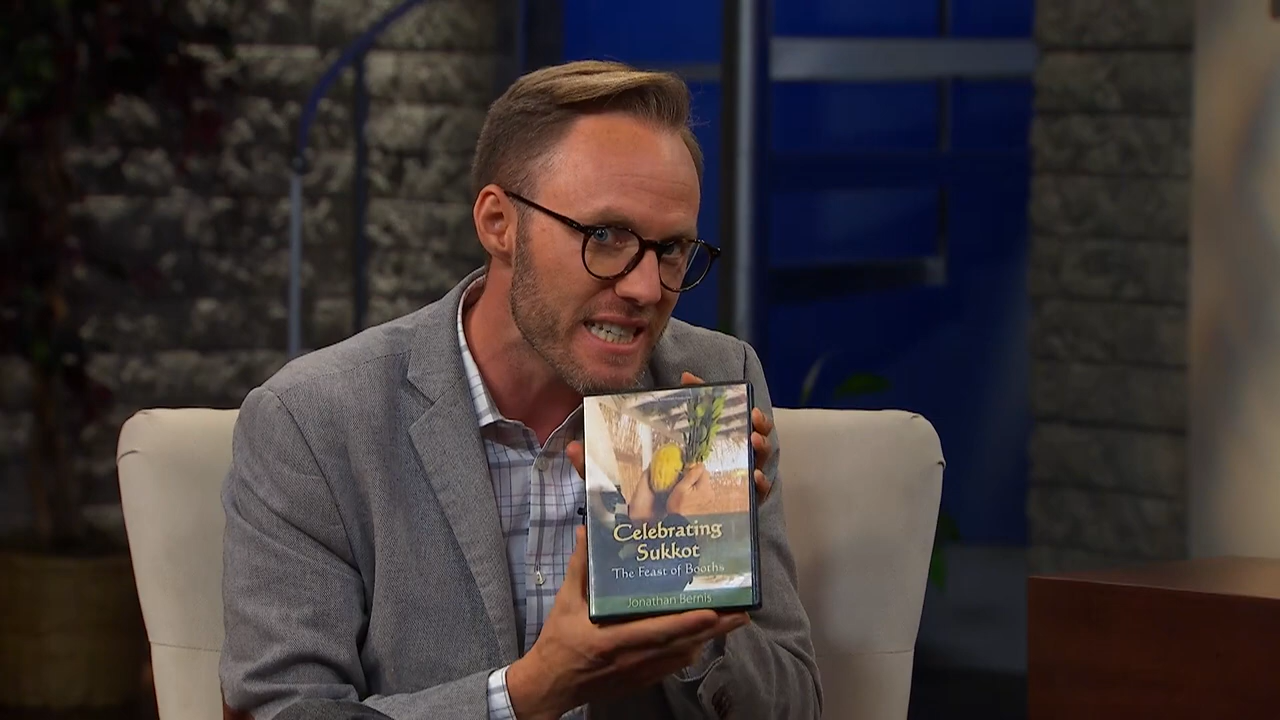 Celebrating
Sukkot
The Feast of Booths
Jonathan Bernis